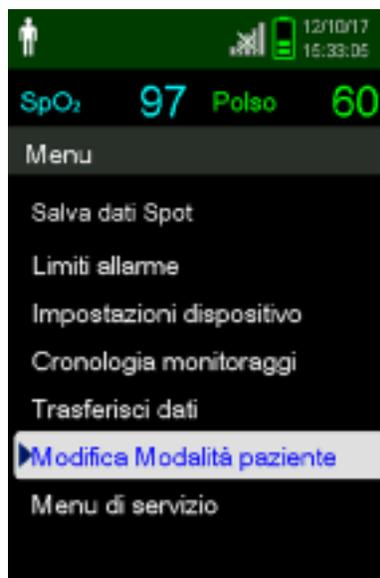 12/10/17
15:33:05
SpO₂ 97 Polso 60
Menu
Salva dati Spot
Limiti allarme
Impostazioni dispositivo
Cronologia monitoraggi
Trasferisci dati
Modifica Modalità paziente
Menu di servizio